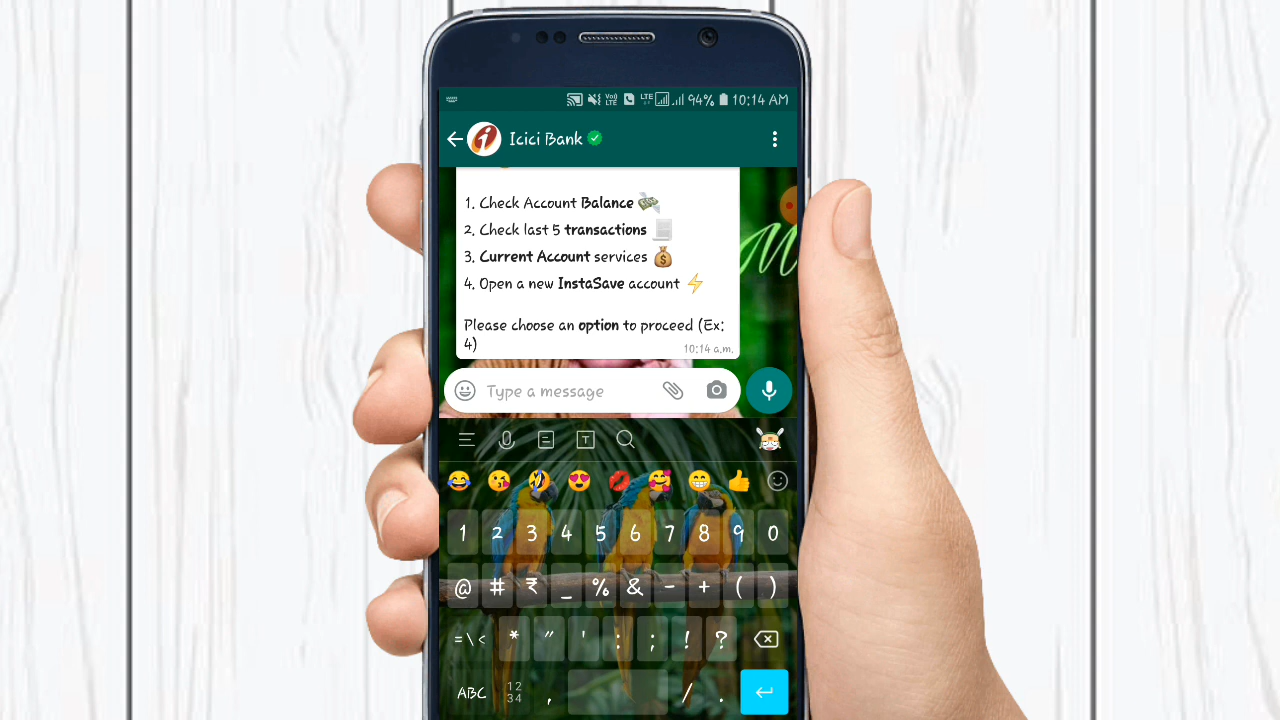 LTE 94% 10:14 AM
Icici Bank
1. Check Account Balance
2. Check last 5 transactions
3. Current Account services
4. Open a new InstaSave account
Please choose an option to proceed (Ex:
4)
10:14 a.m.
Type a message
1 2 3 4 5 6 7 8 9 0
@ # ₹ _ % & - + ( )
=\< * " ' : ; ! ?
ABC 12 34 , / .